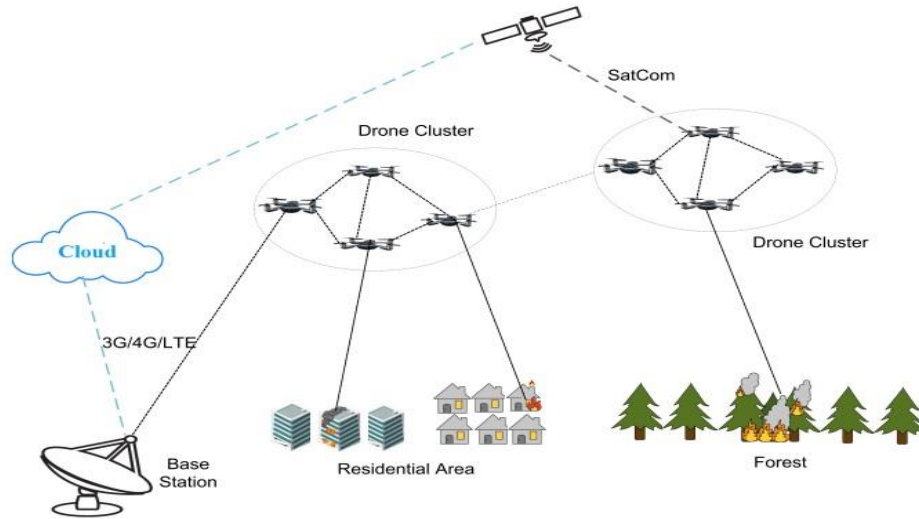 SatCom
Drone Cluster
Drone Cluster
Cloud
3G/4G/LTE
Base
Station
Residential Area
Forest